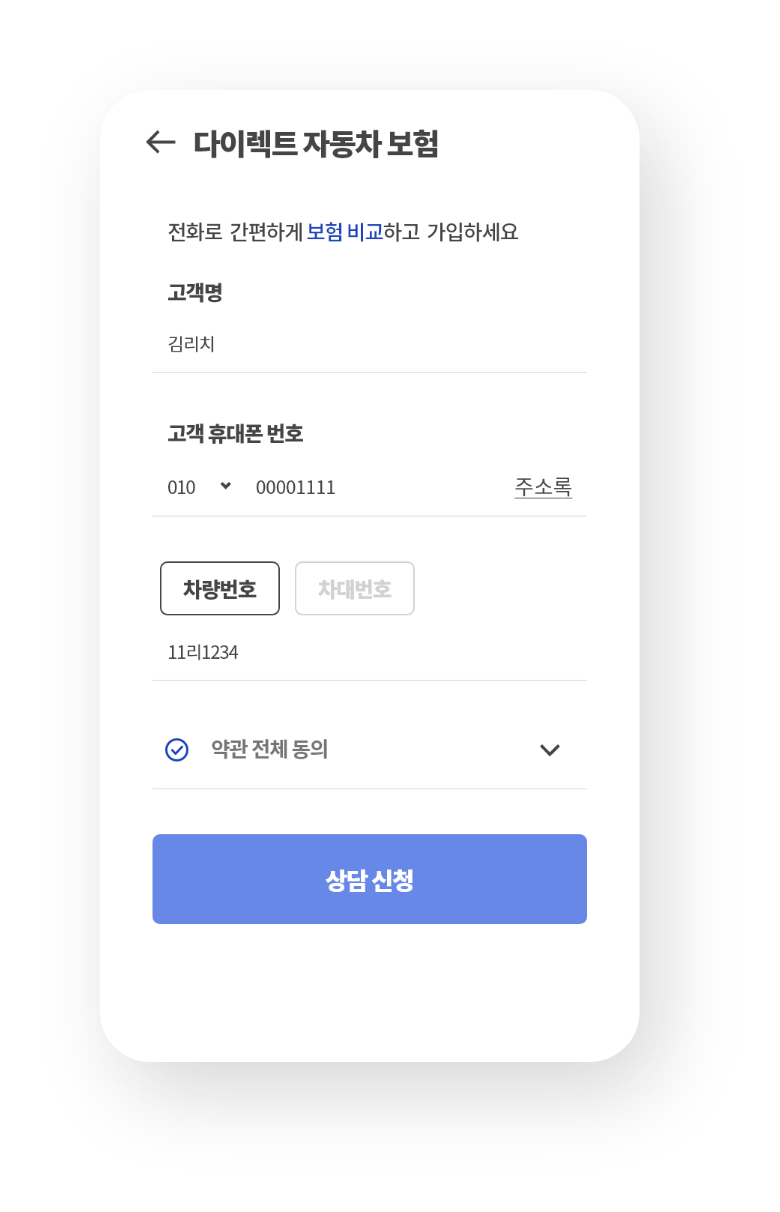 다이렉트 자동차 보험
전화로 간편하게 보험 비교하고 가입하세요
고객명
김리치
고객 휴대폰 번호
010 00001111 주소록
차량번호 차대번호
11리1234
약관 전체 동의
상담 신청